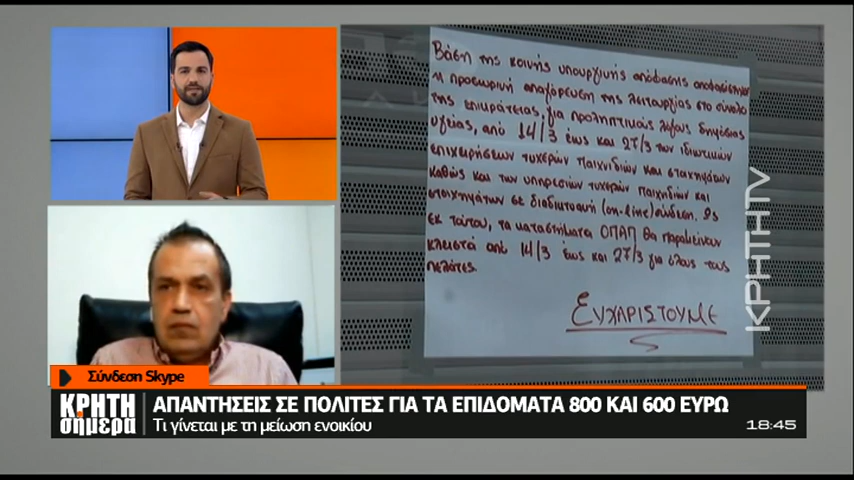 Βάση της κοινής υπουργικής απόφασης αποφασίστηκε
η προσωρινή απαγόρευση της λειτουργίας στο σύνολο
της επικράτειας, για προληπτικούς λόγους δημόσιας
υγείας, από 14/3 έως και 27/3 των ιδιωτικών
επιχειρήσεων τυχερών παιχνιδιών και στοιχημάτων
καθώς και των υπηρεσιών τυχερών παιχνιδιών και
στοιχημάτων σε διαδικτυακή (on-line) σύνδεση. Ως
εκ τούτου, τα καταστήματα ΟΠΑΠ θα παραμείνουν
κλειστά από 14/3 έως και 27/3 για όλους τους
πελάτες.
ΕΥΧΑΡΙΣΤΟΥΜΕ
ΚΡΗΤΗ TV
Σύνδεση Skype
ΚΡΗΤΗ
σήμερα
ΑΠΑΝΤΗΣΕΙΣ ΣΕ ΠΟΛΙΤΕΣ ΓΙΑ ΤΑ ΕΠΙΔΟΜΑΤΑ 800 ΚΑΙ 600 ΕΥΡΩ
Τι γίνεται με τη μείωση ενοικίου
18:45